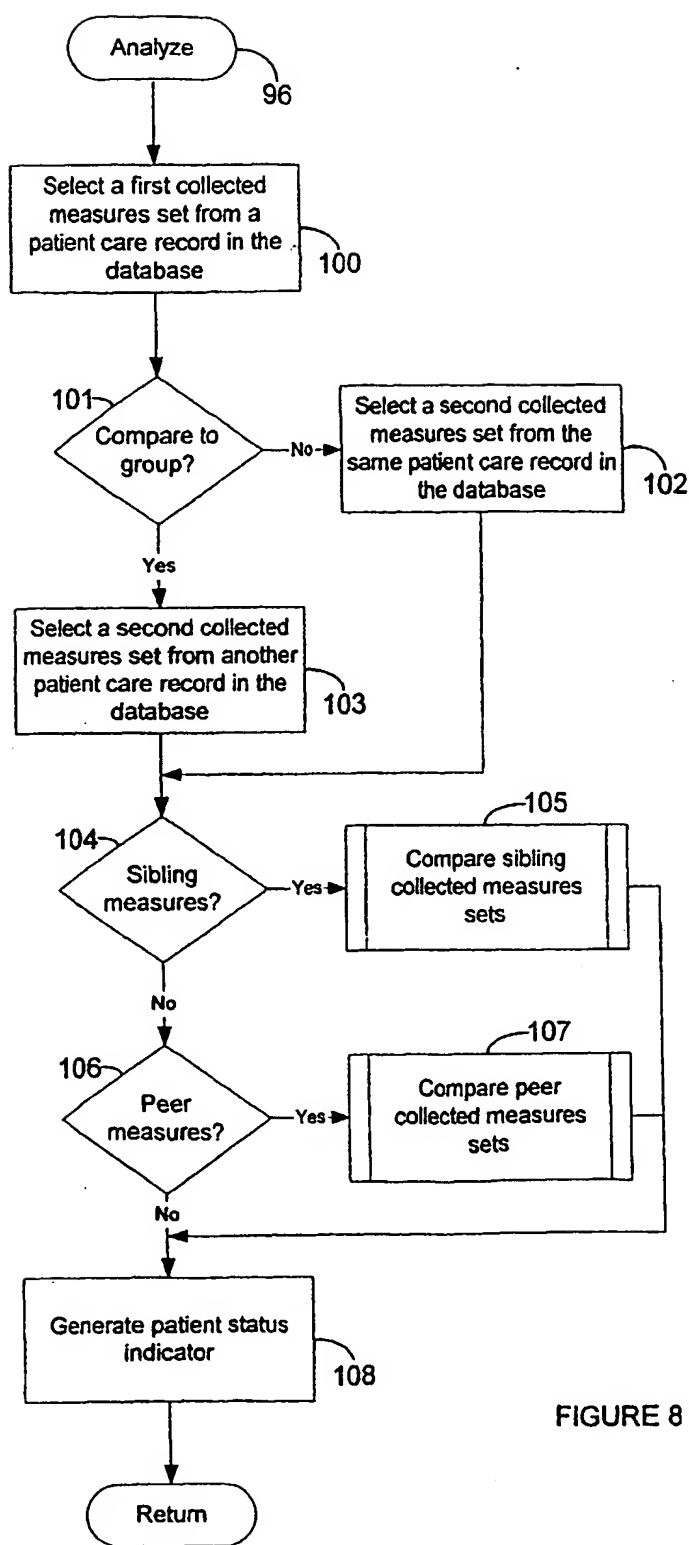 Analyze
96
Select a first collected
measures set from a
patient care record in the
database
100
101
Compare to
group?
No
Select a second collected
measures set from the
same patient care record in
the database
102
Yes
Select a second collected
measures set from another
patient care record in the
database
103
104
Sibling
measures?
Yes
105
Compare sibling
collected measures
sets
No
106
Peer
measures?
Yes
107
Compare peer
collected measures
sets
No
Generate patient status
indicator
108
FIGURE 8
Return